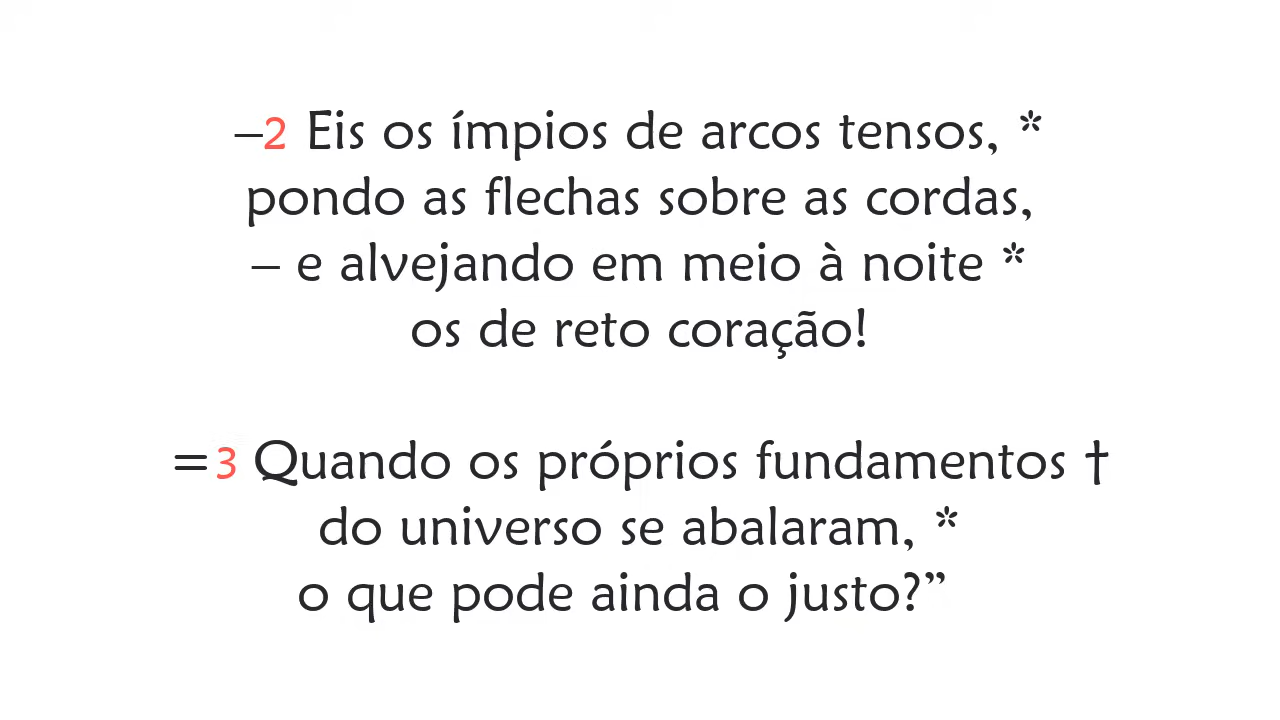 –2 Eis os ímpios de arcos tensos, *
pondo as flechas sobre as cordas,
– e alvejando em meio à noite *
os de reto coração!
=3 Quando os próprios fundamentos †
do universo se abalaram, *
o que pode ainda o justo?”